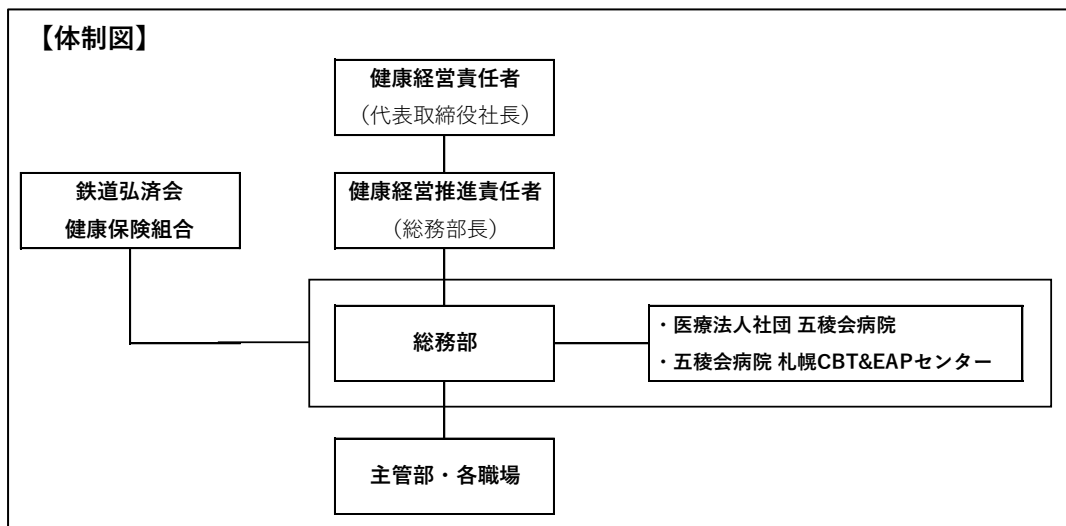 【体制図】
健康経営責任者
（代表取締役社長）
鉄道弘済会
健康保険組合
健康経営推進責任者
（総務部長）
総務部
・医療法人社団 五稜会病院
・五稜会病院 札幌CBT&EAPセンター
主管部・各職場